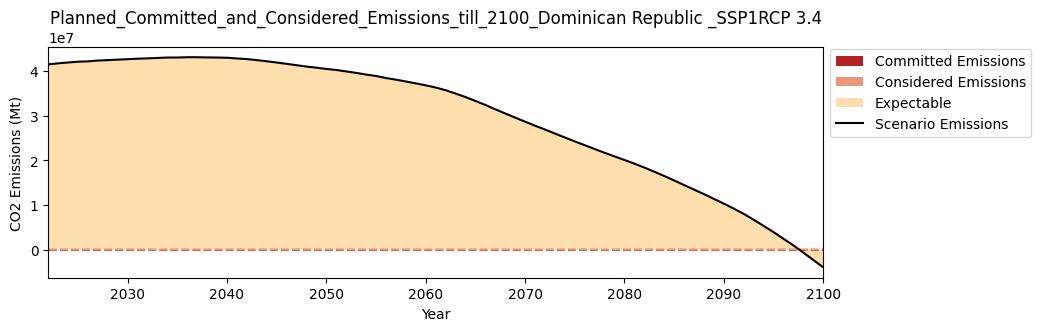 Planned_Committed_and_Considered_Emissions_till_2100_Dominican Republic _SSP1RCP 3.4
1e7
4
3
2
1
0
CO2 Emissions (Mt)
2030 2040 2050 2060 2070 2080 2090 2100
Year
Committed Emissions
Considered Emissions
Expectable
Scenario Emissions